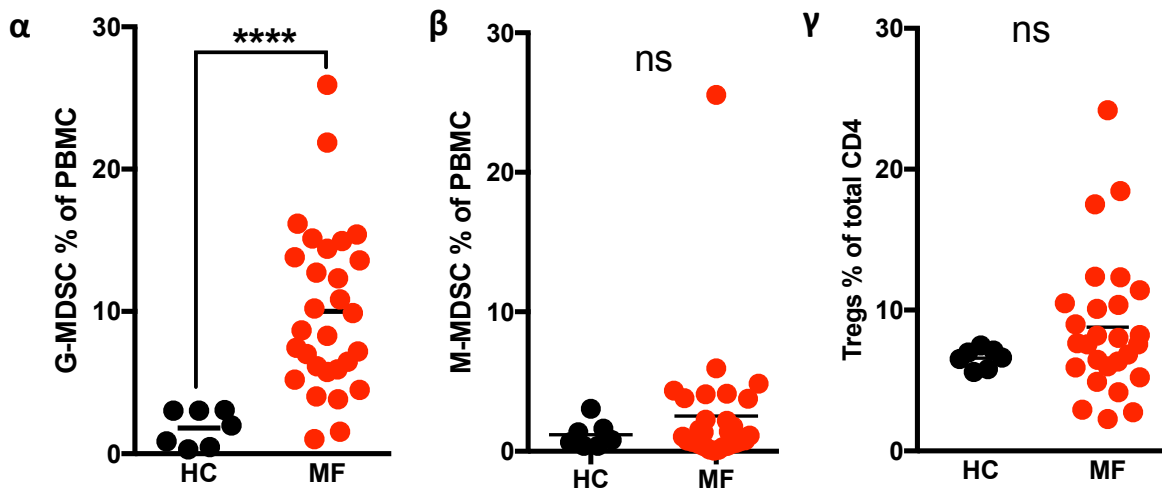 α
G-MDSC % of PBMC
30
20
10
0
****
HC MF
β
M-MDSC % of PBMC
30
20
10
0
ns
HC MF
γ
Tregs % of total CD4
30
20
10
0
ns
HC MF